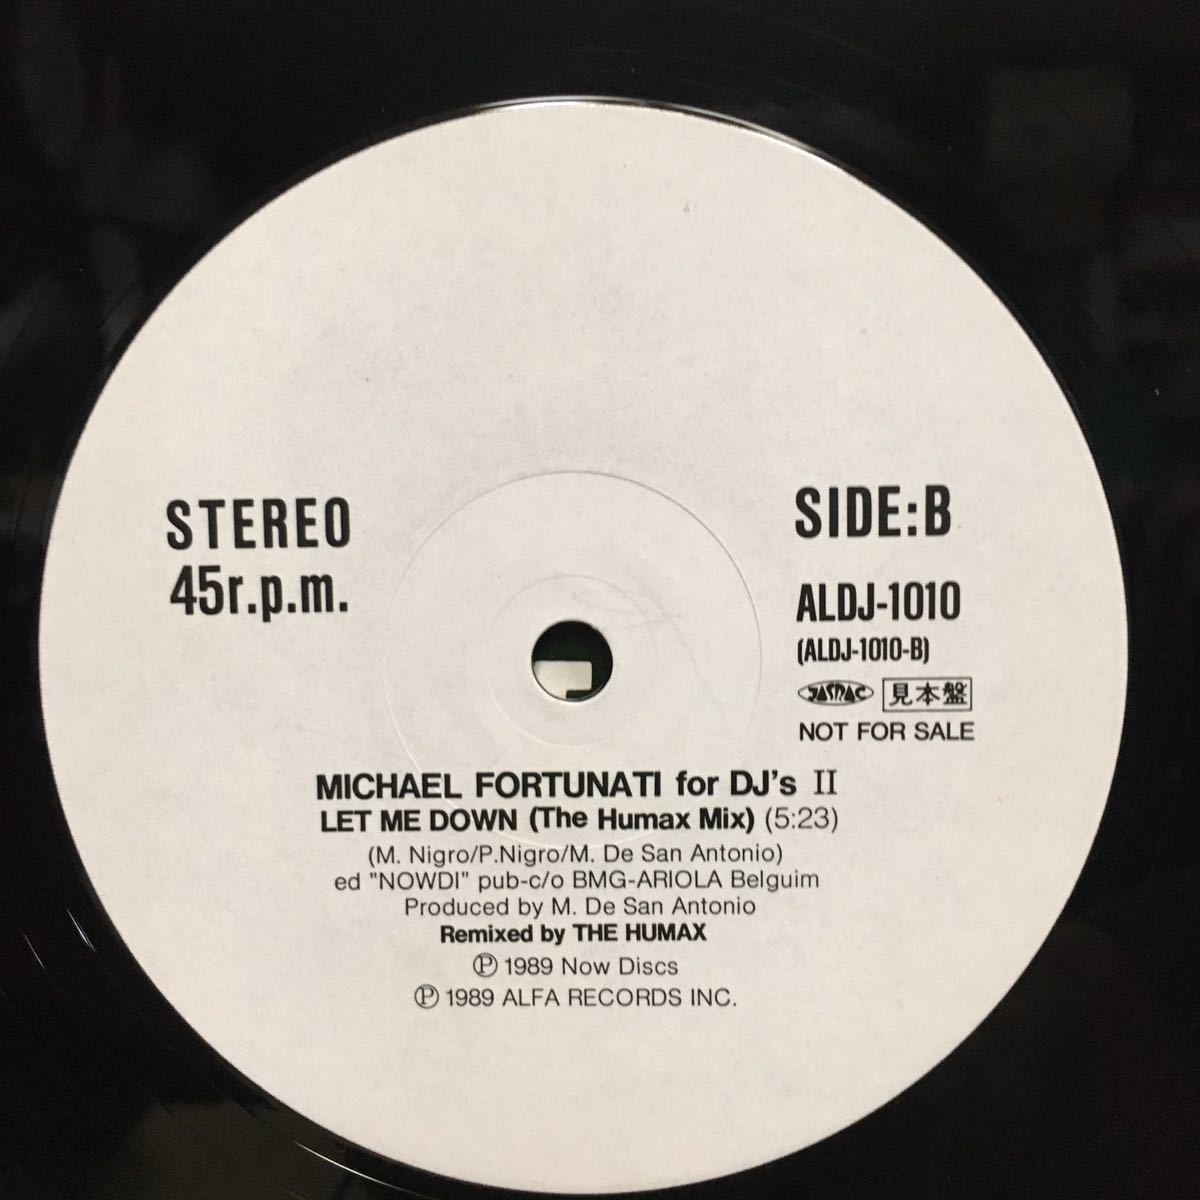 STEREO
45r.p.m.
SIDE:B
ALDJ-1010
(ALDJ-1010-B)
JASRAC 見本盤
NOT FOR SALE
MICHAEL FORTUNATI for DJ's II
LET ME DOWN (The Humax Mix) (5:23)
(M. Nigro/P.Nigro/M. De San Antonio)
ed "NOWDI" pub-c/o BMG-ARIOLA Belguim
Produced by M. De San Antonio
Remixed by THE HUMAX
Ⓟ 1989 Now Discs
Ⓟ 1989 ALFA RECORDS INC.